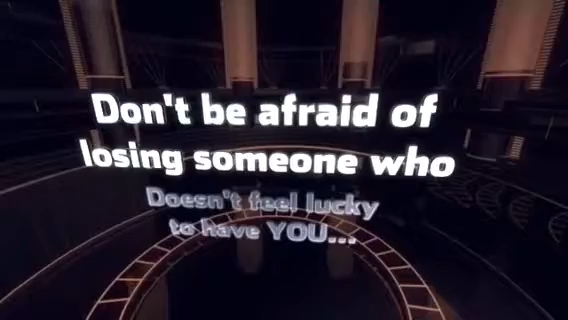 Don't be afraid of
losing someone who
Doesn't feel lucky
to have YOU...